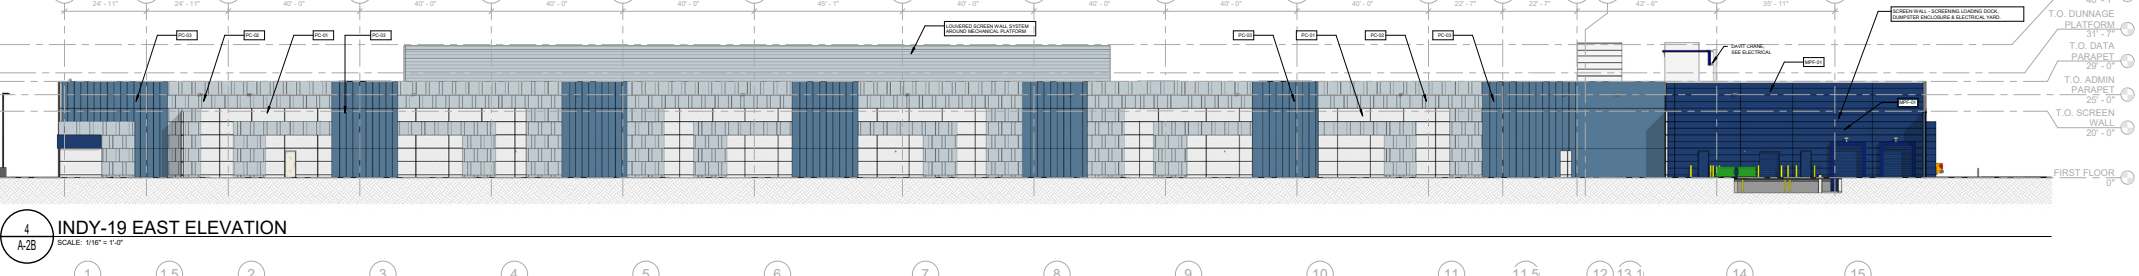 24' - 11" 24' - 11" 40' - 0" 40' - 0" 40' - 0" 40' - 0" 45' - 1" 40' - 0" 40' - 0" 40' - 0" 40' - 0" 22' - 7" 22' - 7" 42' - 6" 35' - 11"
LOUVERED SCREEN WALL SYSTEM
AROUND MECHANICAL PLATFORM
SCREEN WALL - SCREENING LOADING DOCK,
DUMPSTER ENCLOSURE & ELECTRICAL YARD.
T.O. DUNNAGE
PLATFORM
31' - 7"
T.O. DATA
PARAPET
29' - 0"
T.O. ADMIN
PARAPET
25' - 0"
T.O. SCREEN
WALL
20' - 0"
FIRST FLOOR
0"
PC-03 PC-02 PC-01 PC-03 PC-03 PC-01 PC-02 PC-03
DAVIT CRANE,
SEE ELECTRICAL
MPF-01
MPF-01
4
A-2B
INDY-19 EAST ELEVATION
SCALE: 1/16" = 1'-0"
1 1.5 2 3 4 5 6 7 8 9 10 11 11.5 12 13.1 14 15